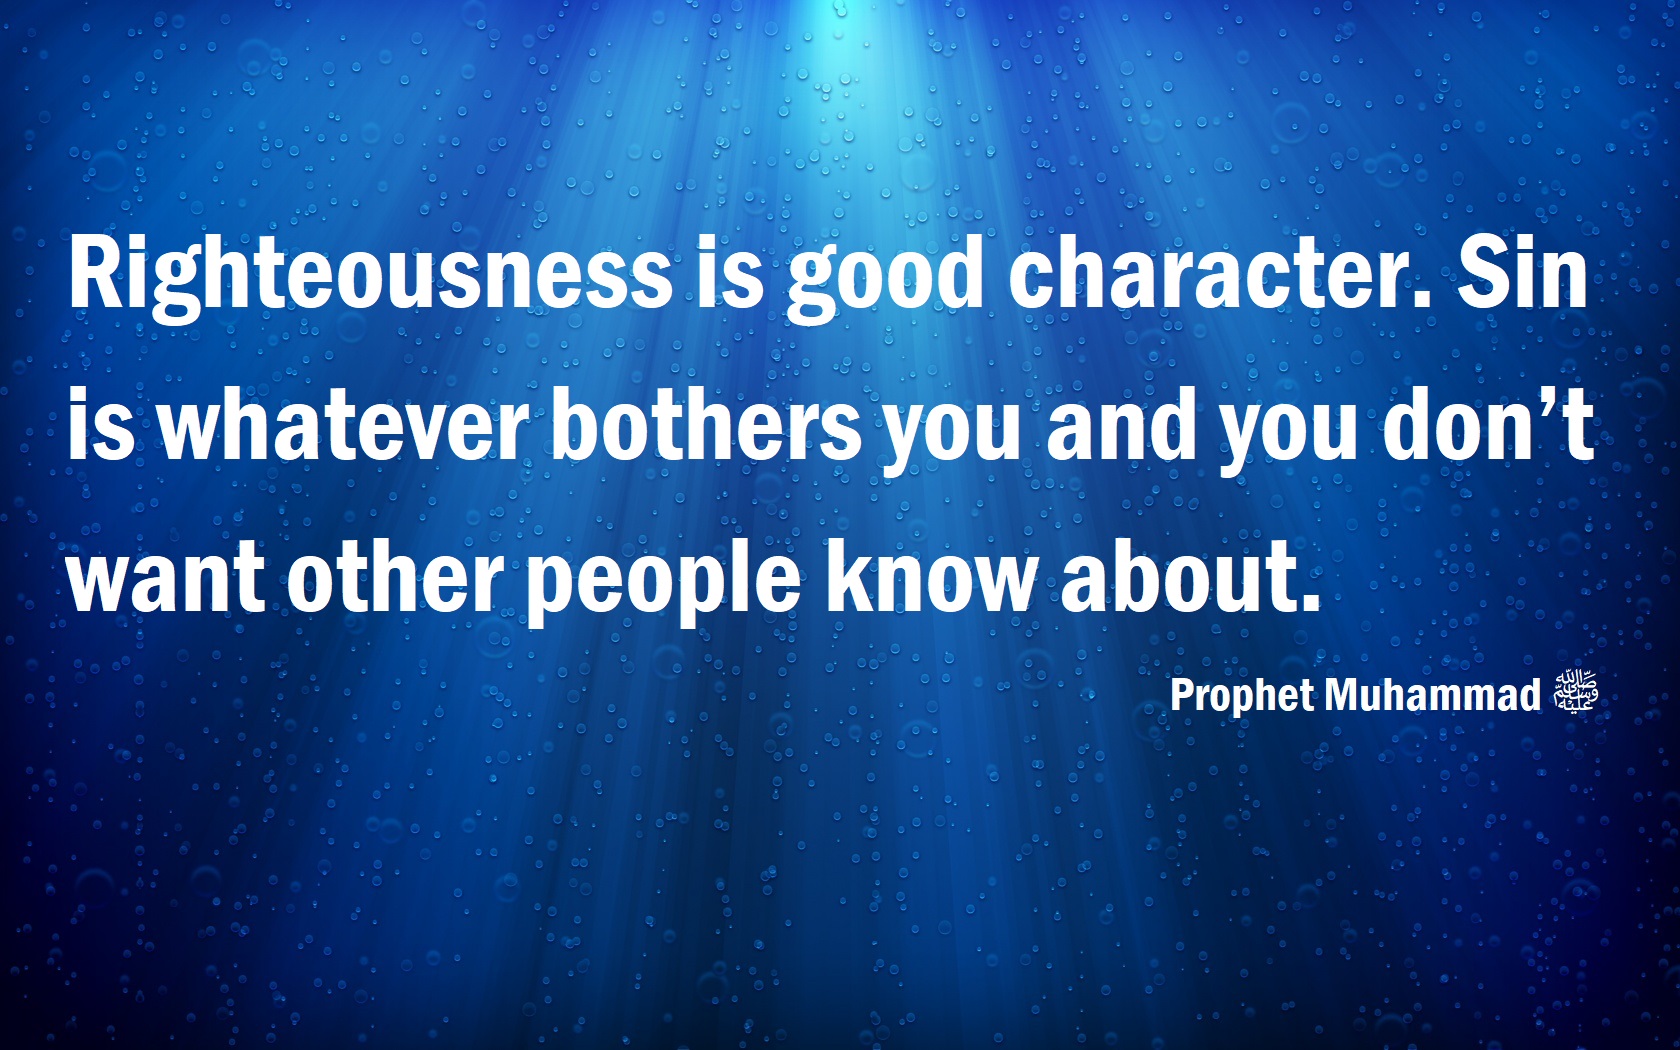 Righteousness is good character. Sin
is whatever bothers you and you don’t
want other people know about.
Prophet Muhammad ﷺ